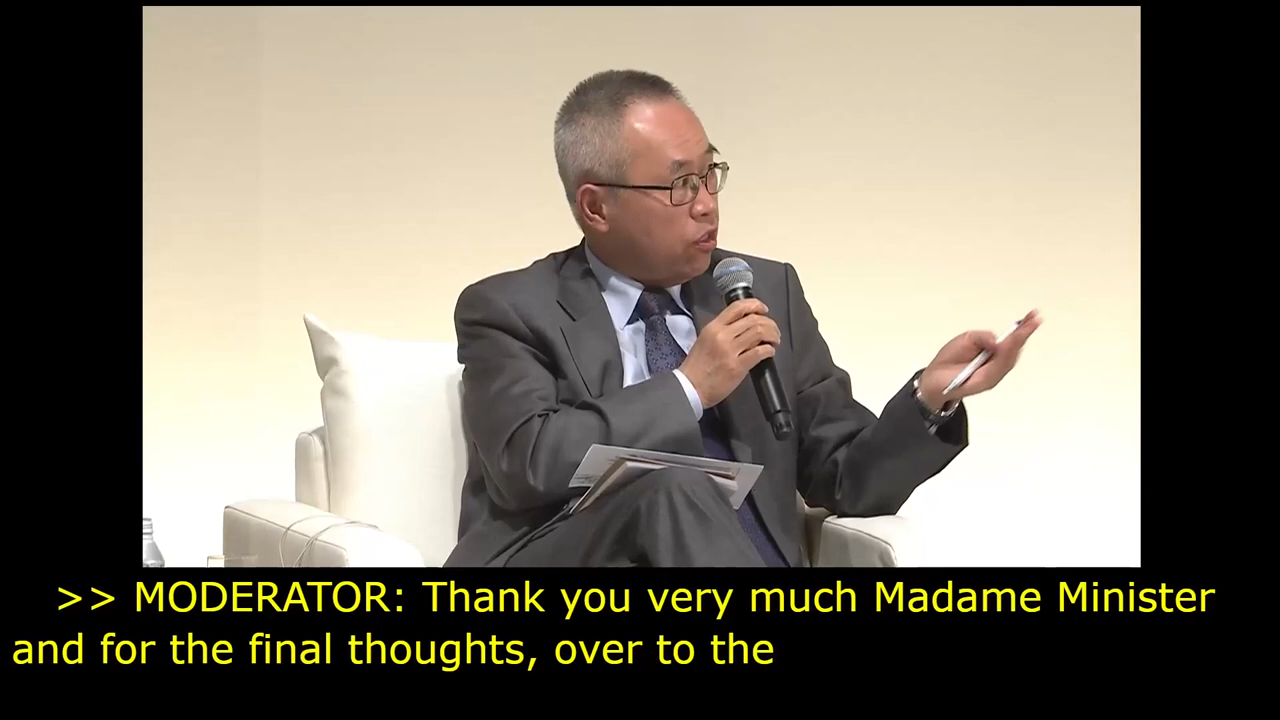 >> MODERATOR: Thank you very much Madame Minister
and for the final thoughts, over to the